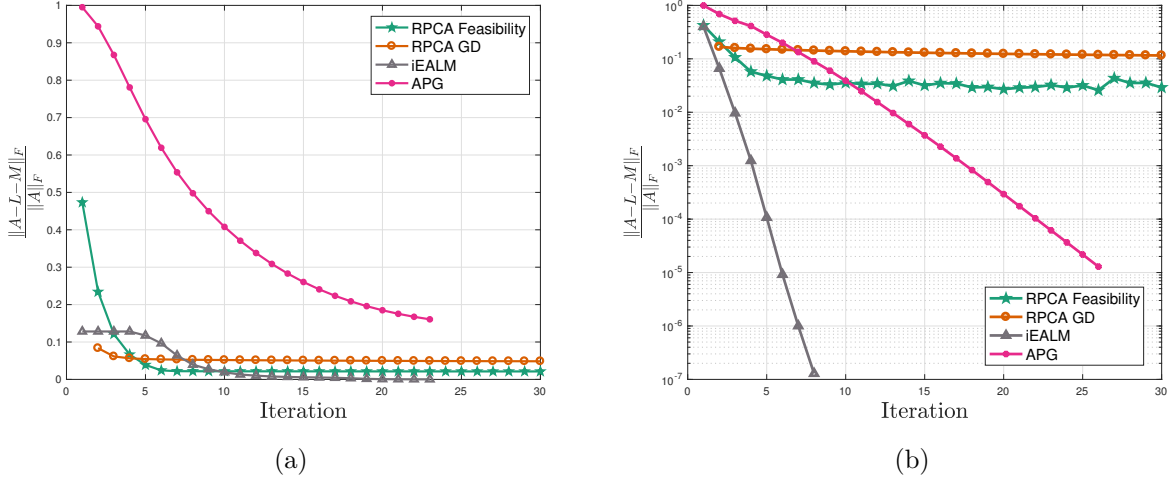 1
0.9
0.8
0.7
0.6
0.5
0.4
0.3
0.2
0.1
0
||A−L−M||_F
||A||_F
RPCA Feasibility
RPCA GD
iEALM
APG
0 5 10 15 20 25 30
Iteration
(a)
10^0
10^-1
10^-2
10^-3
10^-4
10^-5
10^-6
10^-7
||A−L−M||_F
||A||_F
RPCA Feasibility
RPCA GD
iEALM
APG
0 5 10 15 20 25 30
Iteration
(b)